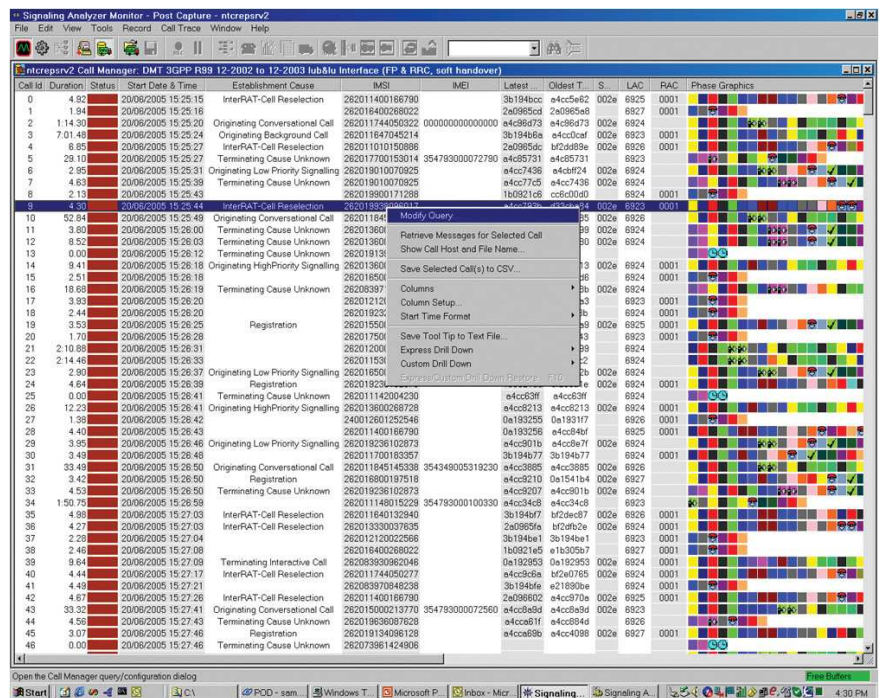 Signaling Analyzer Monitor - Post Capture - ntcrepsrv2
File Edit View Tools Record Call Trace Window Help
ntcrepsrv2 Call Manager: DMT 3GPP R99 12-2002 to 12-2003 Iub&Iu Interface (FP & RRC, soft handover)
Call Id Duration Status Start Date & Time Establishment Cause IMSI IMEI Latest ... Oldest T... S... LAC RAC Phase Graphics
0 4.92 20/06/2005 15:25:15 InterRAT-Cell Reselection 262011400166790 3b194bcc a4cc5e62 002e 6925 0001
1 1.94 20/06/2005 15:25:16 262016400268022 2a0965cd 2a0965a8 6927 0001
2 1:14.30 20/06/2005 15:25:20 Originating Conversational Call 262011744050322 000000000000000 a4c96d73 a4c96d73 002e 6924
3 7:01.48 20/06/2005 15:25:24 Originating Background Call 262011647045214 3b194b6a a4cc0caf 002e 6923 0001
4 6.85 20/06/2005 15:25:27 InterRAT-Cell Reselection 262011010150886 2a0965dc bf2dd89e 002e 6926 0001
5 29.10 20/06/2005 15:25:27 Terminating Cause Unknown 262017700153014 354793000072790 a4c85731 a4c85731 6923
6 2.95 20/06/2005 15:25:31 Originating Low Priority Signalling 262019010070925 a4cc7436 a4cbff24 002e 6924
7 4.63 20/06/2005 15:25:39 Terminating Cause Unknown 262019010070925 a4cc77c5 a4cc7436 002e 6924
8 2.13 20/06/2005 15:25:43 262019900171288 1b0921c6 cc6c00d0 6924 0001
9 4.30 20/06/2005 15:25:44 InterRAT-Cell Reselection 002e 6923 0001
10 52.84 20/06/2005 15:25:49 Originating Conversational Call 002e 6926
Modify Query
11 3.80 20/06/2005 15:26:00 Terminating Cause Unknown 002e 6924
12 8.52 20/06/2005 15:26:03 Terminating Cause Unknown 002e 6924
Retrieve Messages for Selected Call
13 0.00 20/06/2005 15:26:12 Terminating Cause Unknown 6923
Show Call Host and File Name...
14 9.41 20/06/2005 15:26:18 Originating HighPriority Signalling 002e 6924 0001
Save Selected Call(s) to CSV...
15 2.51 20/06/2005 15:26:18 6924 0001
16 18.68 20/06/2005 15:26:19 Terminating Cause Unknown 002e 6924
Columns
17 3.93 20/06/2005 15:26:20 6923 0001
Column Setup...
18 2.44 20/06/2005 15:26:20 6924 0001
Start Time Format
19 3.53 20/06/2005 15:26:25 Registration 002e 6925 0001
20 1.70 20/06/2005 15:26:28 6923 0001
Save Tool Tip to Text File...
21 2:10.88 20/06/2005 15:26:31 6924
Express Drill Down
22 2:14.46 20/06/2005 15:26:33 6924
Custom Drill Down
23 2.90 20/06/2005 15:26:37 Originating Low Priority Signalling 002e 6924
24 4.64 20/06/2005 15:26:39 Registration 002e 6924 0001
Express/Custom Drill Down Restore F10
25 0.00 20/06/2005 15:26:41 Terminating Cause Unknown 262011142004230 a4cc63ff a4cc63ff 6924
26 12.23 20/06/2005 15:26:41 Originating HighPriority Signalling 262013600268728 a4cc8213 a4cc8213 002e 6924 0001
27 1.38 20/06/2005 15:26:42 240012601252546 0a193255 0a1931f7 6926 0001
28 4.40 20/06/2005 15:26:43 262011400166790 0a193256 a4cc84bf 6925 0001
29 3.95 20/06/2005 15:26:46 Originating Low Priority Signalling 262019236102873 a4cc901b a4cc8e7f 002e 6924
30 3.49 20/06/2005 15:26:48 262011700183357 3b194b77 3b194b77 6924 0001
31 33.49 20/06/2005 15:26:50 Originating Conversational Call 262011845145338 354349005319230 a4cc3885 a4cc3885 002e 6926
32 3.42 20/06/2005 15:26:50 Registration 262016800197518 a4cc9210 0a1541b4 002e 6927 0001
33 4.53 20/06/2005 15:26:50 Terminating Cause Unknown 262019236102873 a4cc9207 a4cc901b 002e 6924
34 1:50.75 20/06/2005 15:26:59 262011148015229 354793000100330 a4cc34c8 a4cc34c8 6923
35 4.98 20/06/2005 15:27:03 InterRAT-Cell Reselection 262011640132940 3b194bf7 bf2dec87 002e 6926 0001
36 4.27 20/06/2005 15:27:03 InterRAT-Cell Reselection 262013330037635 2a0965fa bf2dfb2e 002e 6924 0001
37 2.28 20/06/2005 15:27:04 262012120022566 3b194be1 3b194be1 6923 0001
38 2.46 20/06/2005 15:27:08 262016400268022 1b0921e5 e1b305b7 6927 0001
39 9.64 20/06/2005 15:27:09 Terminating Interactive Call 262083930962046 0a192953 0a192953 002e 6924 0001
40 4.44 20/06/2005 15:27:17 InterRAT-Cell Reselection 262011744050277 a4cc9c6a bf2e0765 002e 6924 0001
41 4.49 20/06/2005 15:27:21 262083970848238 3b194bfe e21890be 6924 0001
42 4.67 20/06/2005 15:27:26 InterRAT-Cell Reselection 262011400166790 2a096602 a4cc970a 002e 6925 0001
43 33.32 20/06/2005 15:27:41 Originating Conversational Call 262015000213770 354793000072560 a4cc8a9d a4cc8a9d 002e 6923
44 4.56 20/06/2005 15:27:43 Terminating Cause Unknown 262019636087628 a4cca61f a4cc884d 002e 6924
45 3.07 20/06/2005 15:27:46 Registration 262019134096128 a4cca69b a4cc4098 002e 6927 0001
46 0.00 20/06/2005 15:27:46 Terminating Cause Unknown 262073961424906 6924
Open the Call Manager query/configuration dialog
Free Buffers
Start C:\ POD - sam... Windows T... Microsoft P... Inbox - Micr... Signaling... Signaling A... 4:30 PM